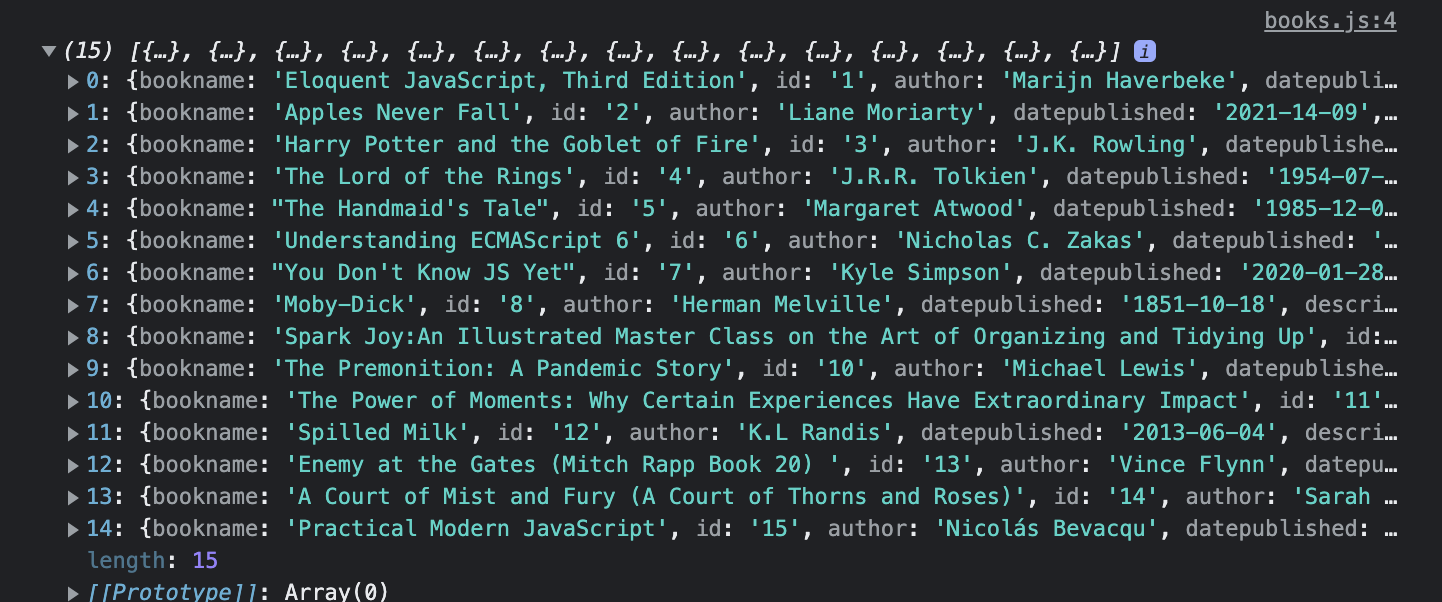 books.js:4
▼(15) [{…}, {…}, {…}, {…}, {…}, {…}, {…}, {…}, {…}, {…}, {…}, {…}, {…}, {…}, {…}] i
▶0: {bookname: 'Eloquent JavaScript, Third Edition', id: '1', author: 'Marijn Haverbeke', datepubli…
▶1: {bookname: 'Apples Never Fall', id: '2', author: 'Liane Moriarty', datepublished: '2021-14-09',…
▶2: {bookname: 'Harry Potter and the Goblet of Fire', id: '3', author: 'J.K. Rowling', datepublishe…
▶3: {bookname: 'The Lord of the Rings', id: '4', author: 'J.R.R. Tolkien', datepublished: '1954-07-…
▶4: {bookname: "The Handmaid's Tale", id: '5', author: 'Margaret Atwood', datepublished: '1985-12-0…
▶5: {bookname: 'Understanding ECMAScript 6', id: '6', author: 'Nicholas C. Zakas', datepublished: '…
▶6: {bookname: "You Don't Know JS Yet", id: '7', author: 'Kyle Simpson', datepublished: '2020-01-28…
▶7: {bookname: 'Moby-Dick', id: '8', author: 'Herman Melville', datepublished: '1851-10-18', descri…
▶8: {bookname: 'Spark Joy:An Illustrated Master Class on the Art of Organizing and Tidying Up', id:…
▶9: {bookname: 'The Premonition: A Pandemic Story', id: '10', author: 'Michael Lewis', datepublishe…
▶10: {bookname: 'The Power of Moments: Why Certain Experiences Have Extraordinary Impact', id: '11'…
▶11: {bookname: 'Spilled Milk', id: '12', author: 'K.L Randis', datepublished: '2013-06-04', descri…
▶12: {bookname: 'Enemy at the Gates (Mitch Rapp Book 20) ', id: '13', author: 'Vince Flynn', datepu…
▶13: {bookname: 'A Court of Mist and Fury (A Court of Thorns and Roses)', id: '14', author: 'Sarah …
▶14: {bookname: 'Practical Modern JavaScript', id: '15', author: 'Nicolás Bevacqu', datepublished: …
length: 15
▶[[Prototype]]: Array(0)